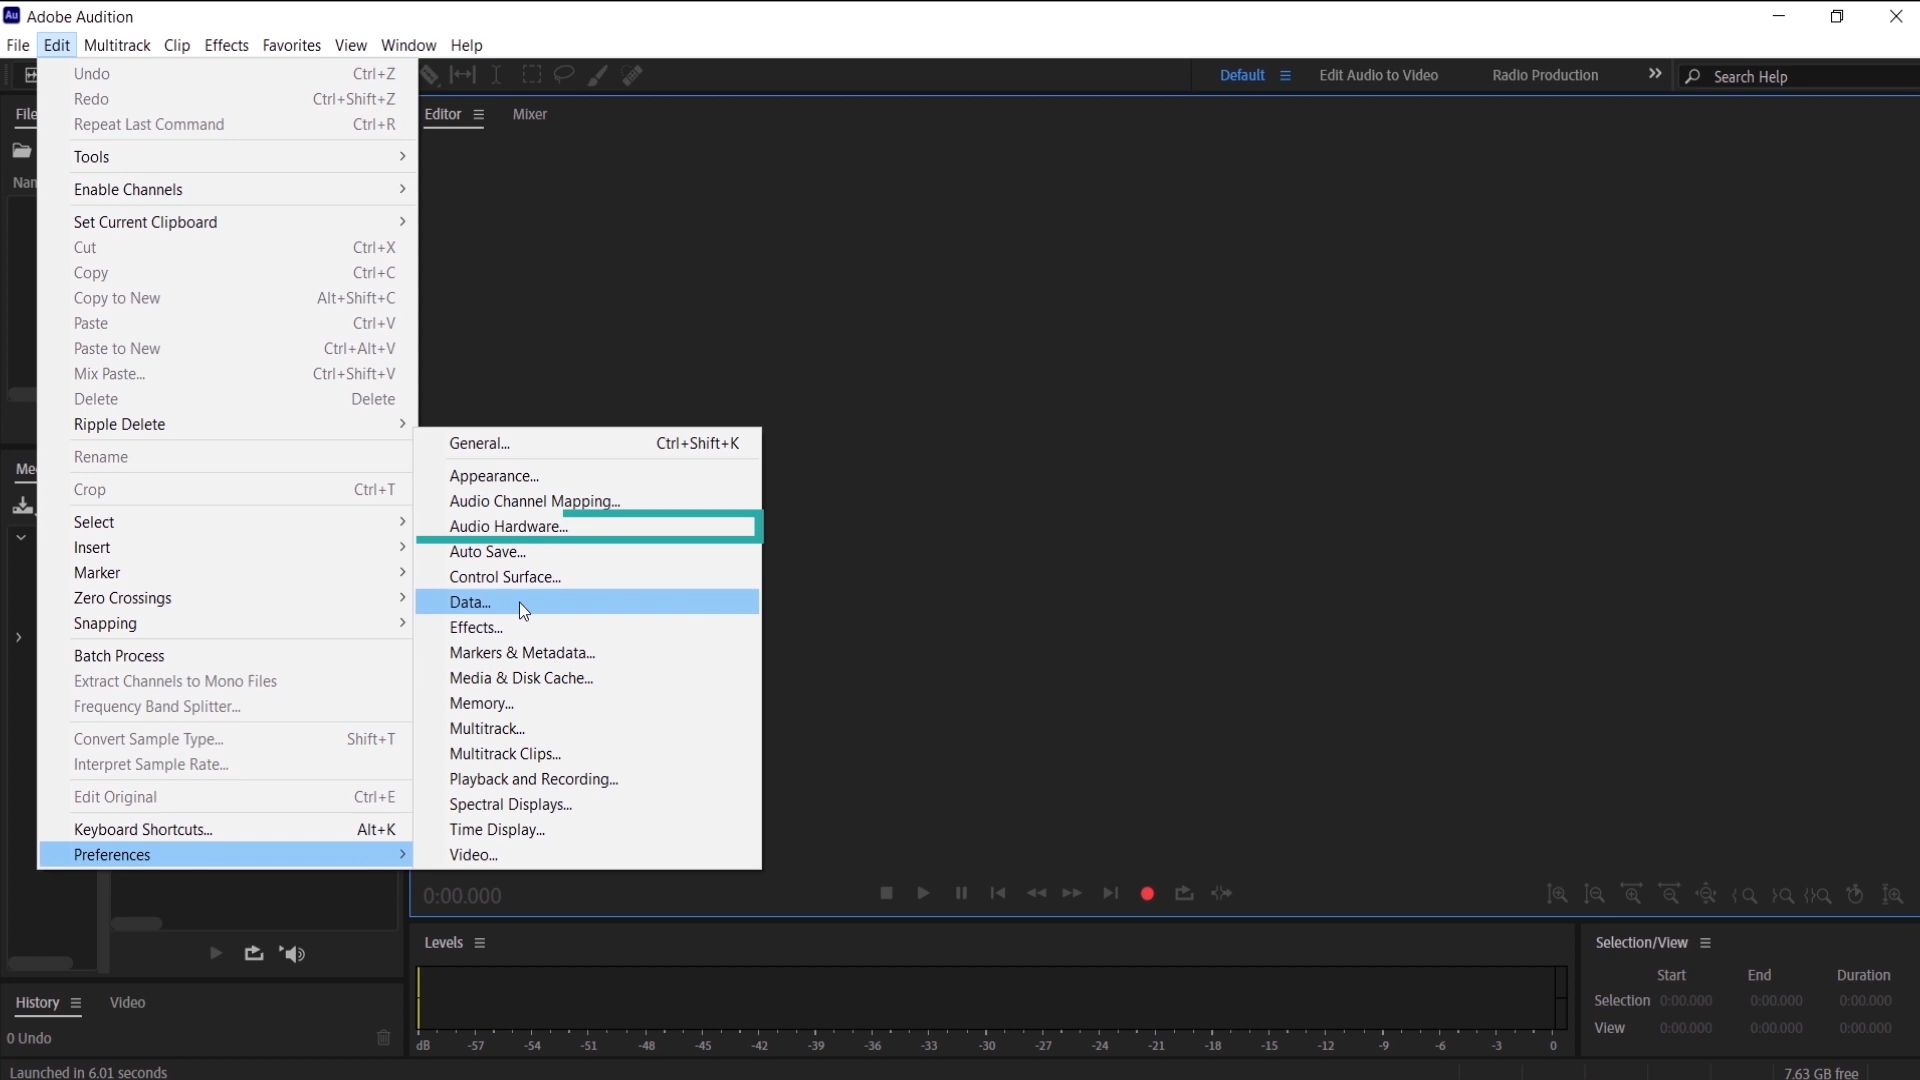 Au Adobe Audition
File Edit Multitrack Clip Effects Favorites View Window Help
Default Edit Audio to Video Radio Production Search Help
Undo Ctrl+Z
Redo Ctrl+Shift+Z
Repeat Last Command Ctrl+R
Tools
Enable Channels
Set Current Clipboard
Cut Ctrl+X
Copy Ctrl+C
Copy to New Alt+Shift+C
Paste Ctrl+V
Paste to New Ctrl+Alt+V
Mix Paste... Ctrl+Shift+V
Delete Delete
Ripple Delete
Rename
Crop Ctrl+T
Select
Insert
Marker
Zero Crossings
Snapping
Batch Process
Extract Channels to Mono Files
Frequency Band Splitter...
Convert Sample Type... Shift+T
Interpret Sample Rate...
Edit Original Ctrl+E
Keyboard Shortcuts... Alt+K
Preferences
General... Ctrl+Shift+K
Appearance...
Audio Channel Mapping...
Audio Hardware...
Auto Save...
Control Surface...
Data...
Effects...
Markers & Metadata...
Media & Disk Cache...
Memory...
Multitrack...
Multitrack Clips...
Playback and Recording...
Spectral Displays...
Time Display...
Video...
File
Nam
Me
Editor Mixer
0:00.000
Levels
dB -57 -54 -51 -48 -45 -42 -39 -36 -33 -30 -27 -24 -21 -18 -15 -12 -9 -6 -3 0
Selection/View
Start End Duration
Selection 0:00.000 0:00.000 0:00.000
View 0:00.000 0:00.000 0:00.000
History Video
0 Undo
Launched in 6.01 seconds
7.63 GB free